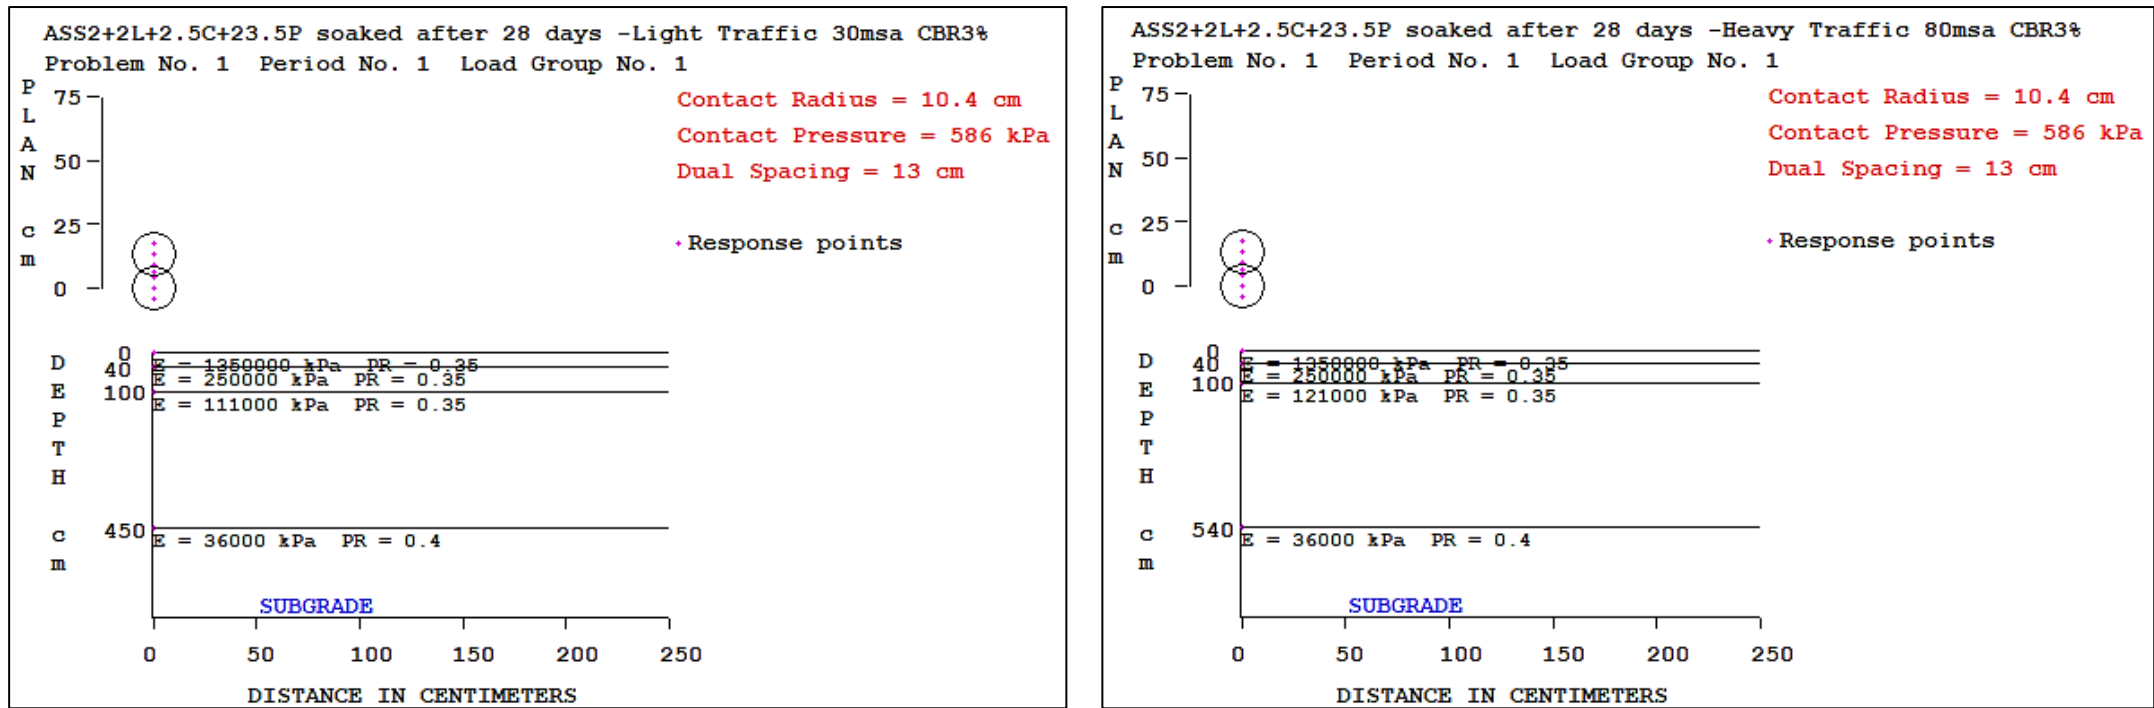 ASS2+2L+2.5C+23.5P soaked after 28 days -Light Traffic 30msa CBR3%
Problem No. 1 Period No. 1 Load Group No. 1
PLAN cm
75
50
25
0
Contact Radius = 10.4 cm
Contact Pressure = 586 kPa
Dual Spacing = 13 cm
Response points
DEPTH cm
0
E = 1350000 kPa PR = 0.35
40
E = 250000 kPa PR = 0.35
100
E = 111000 kPa PR = 0.35
450
E = 36000 kPa PR = 0.4
SUBGRADE
0 50 100 150 200 250
DISTANCE IN CENTIMETERS
ASS2+2L+2.5C+23.5P soaked after 28 days -Heavy Traffic 80msa CBR3%
Problem No. 1 Period No. 1 Load Group No. 1
PLAN cm
75
50
25
0
Contact Radius = 10.4 cm
Contact Pressure = 586 kPa
Dual Spacing = 13 cm
Response points
DEPTH cm
0
E = 1350000 kPa PR = 0.35
40
E = 250000 kPa PR = 0.35
100
E = 121000 kPa PR = 0.35
540
E = 36000 kPa PR = 0.4
SUBGRADE
0 50 100 150 200 250
DISTANCE IN CENTIMETERS